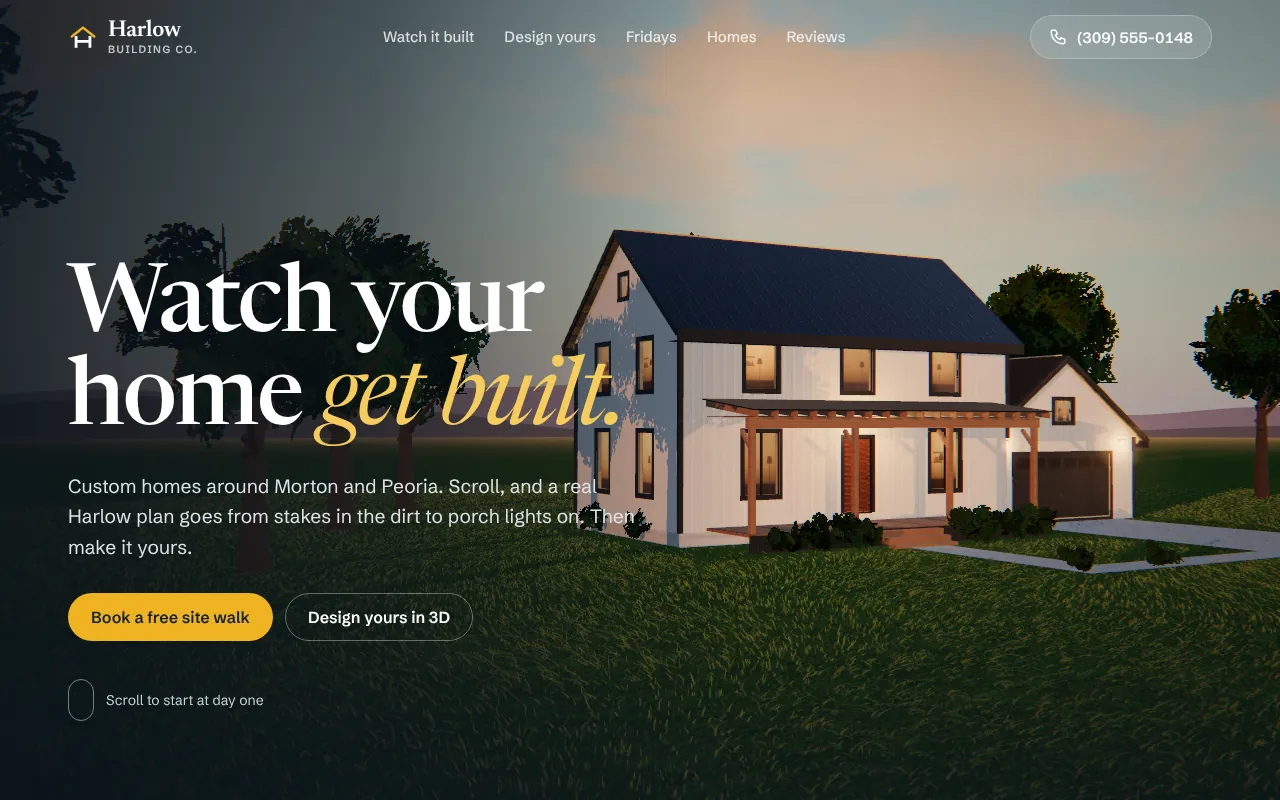 Harlow
BUILDING CO.
Watch it built
Design yours
Fridays
Homes
Reviews
(309) 555-0148
Watch your
home get built.
Custom homes around Morton and Peoria. Scroll, and a real
Harlow plan goes from stakes in the dirt to porch lights on. Then
make it yours.
Book a free site walk
Design yours in 3D
Scroll to start at day one